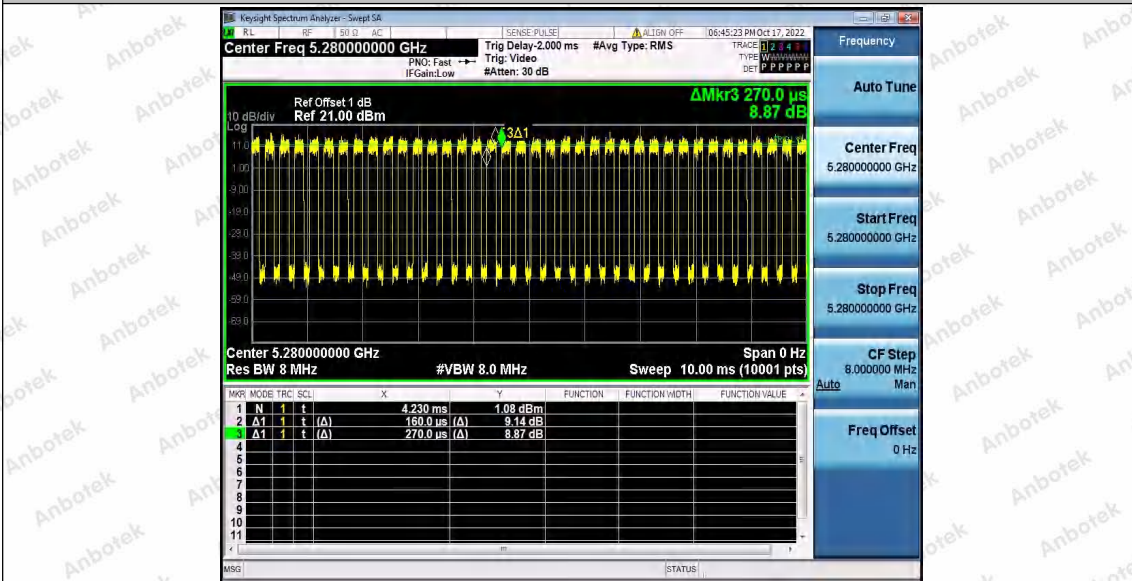 Keysight Spectrum Analyzer - Swept SA
RL RF 50 Ω AC SENSE:PULSE ALIGN OFF 06:45:23 PM Oct 17, 2022
Center Freq 5.280000000 GHz
Trig Delay-2.000 ms #Avg Type: RMS
PNO: Fast Trig: Video
IFGain:Low #Atten: 30 dB
TRACE 1 2 3 4 5 6
TYPE WWWWWW
DET P P P P P P
Ref Offset 1 dB
10 dB/div Ref 21.00 dBm
ΔMkr3 270.0 µs
8.87 dB
Log
11.0
1.00
-9.00
-19.0
-29.0
-39.0
-49.0
-59.0
-69.0
3Δ1
Center 5.280000000 GHz Span 0 Hz
Res BW 8 MHz #VBW 8.0 MHz Sweep 10.00 ms (10001 pts)
MKR MODE TRC SCL X Y FUNCTION FUNCTION WIDTH FUNCTION VALUE
1 N 1 t 4.230 ms 1.08 dBm
2 Δ1 1 t (Δ) 160.0 µs (Δ) 9.14 dB
3 Δ1 1 t (Δ) 270.0 µs (Δ) 8.87 dB
4
5
6
7
8
9
10
11
MSG STATUS
Frequency
Auto Tune
Center Freq
5.280000000 GHz
Start Freq
5.280000000 GHz
Stop Freq
5.280000000 GHz
CF Step
8.000000 MHz
Auto Man
Freq Offset
0 Hz
Anbotek